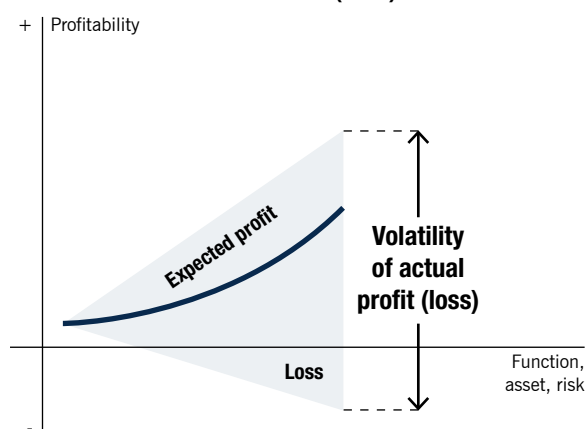 + Profitability
Expected profit
Volatility
of actual
profit (loss)
Loss
Function,
asset, risk
-